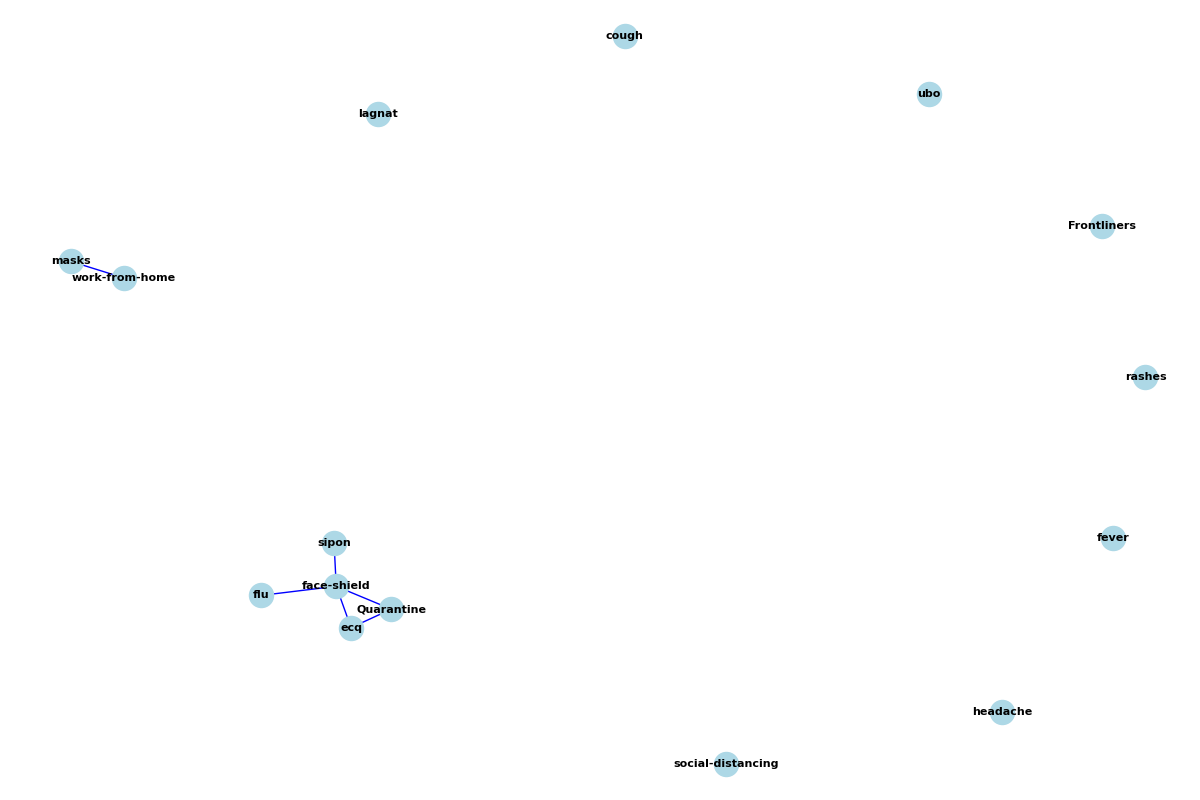 cough
ubo
lagnat
Frontliners
masks
work-from-home
rashes
fever
sipon
face-shield
flu
Quarantine
ecq
headache
social-distancing